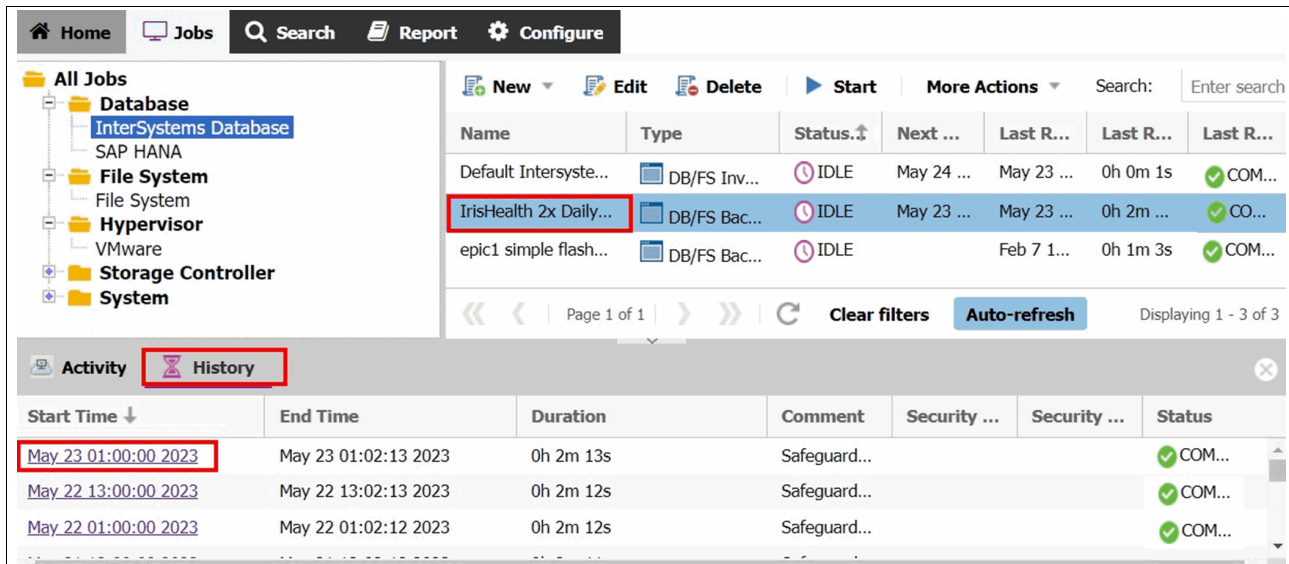 Home Jobs Search Report Configure
All Jobs
Database
InterSystems Database
SAP HANA
File System
File System
Hypervisor
VMware
Storage Controller
System
New Edit Delete Start More Actions Search: Enter search
Name Type Status.. Next ... Last R... Last R... Last R...
Default Intersyste... DB/FS Inv... IDLE May 24 ... May 23 ... 0h 0m 1s COM...
IrisHealth 2x Daily... DB/FS Bac... IDLE May 23 ... May 23 ... 0h 2m ... CO...
epic1 simple flash... DB/FS Bac... IDLE Feb 7 1... 0h 1m 3s COM...
Page 1 of 1 Clear filters Auto-refresh Displaying 1 - 3 of 3
Activity History
Start Time End Time Duration Comment Security ... Security ... Status
May 23 01:00:00 2023 May 23 01:02:13 2023 0h 2m 13s Safeguard... COM...
May 22 13:00:00 2023 May 22 13:02:13 2023 0h 2m 12s Safeguard... COM...
May 22 01:00:00 2023 May 22 01:02:12 2023 0h 2m 12s Safeguard... COM...